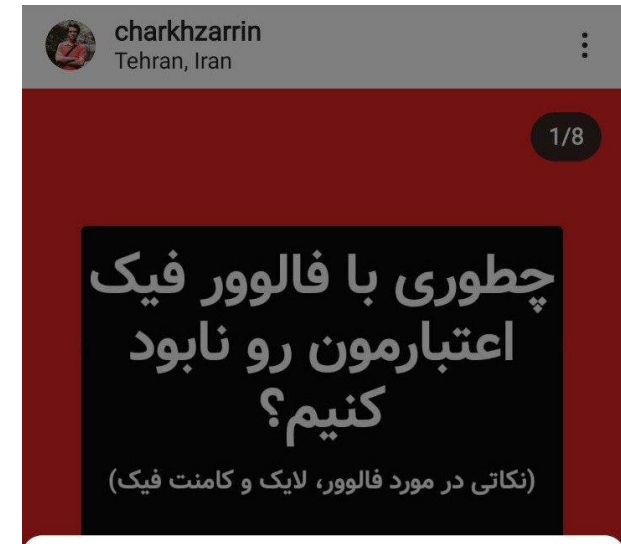 charkhzarrin
Tehran, Iran
1/8
چطوری با فالوور فیک
اعتبارمون رو نابود
کنیم؟
(نکاتی در مورد فالوور، لایک و کامنت فیک)